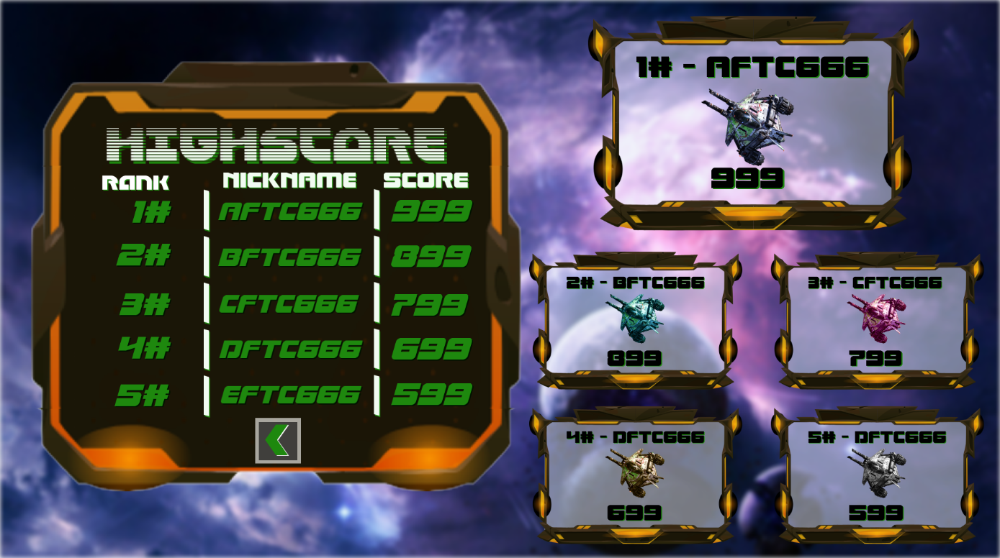 HIGHSCORE
RANK NICKNAME SCORE
1# AFTC666 999
2# BFTC666 899
3# CFTC666 799
4# DFTC666 699
5# EFTC666 599
1# - AFTC666
999
2# - BFTC666
899
3# - CFTC666
799
4# - DFTC666
699
5# - DFTC666
599